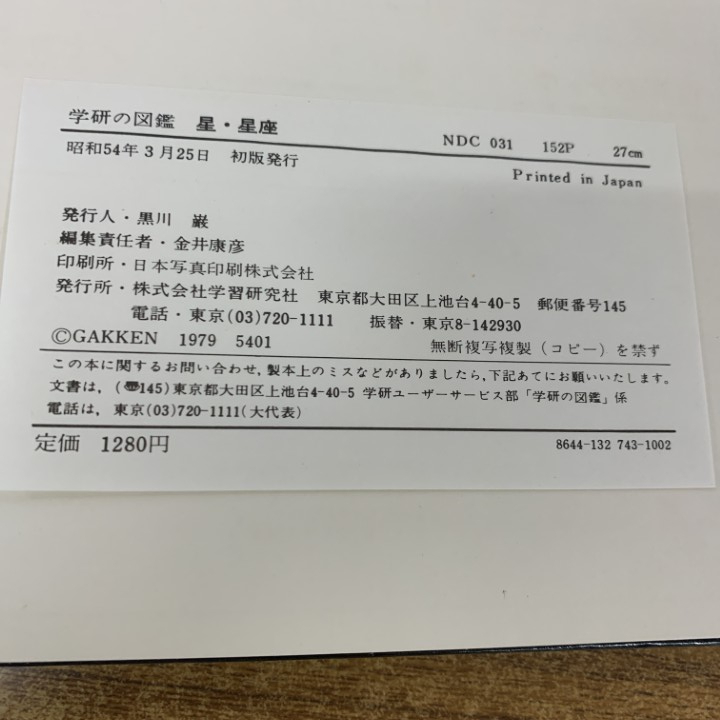 学研の図鑑 星・星座
NDC 031 152P 27cm
昭和54年3月25日 初版発行
Printed in Japan
発行人・黒川 巌
編集責任者・金井康彦
印刷所・日本写真印刷株式会社
発行所・株式会社学習研究社 東京都大田区上池台4-40-5 郵便番号145
電話・東京(03)720-1111 振替・東京8-142930
©GAKKEN 1979 5401 無断複写複製(コピー)を禁ず
この本に関するお問い合わせ,製本上のミスなどがありましたら,下記あてにお願いいたします。
文書は,(〠145)東京都大田区上池台4-40-5 学研ユーザーサービス部「学研の図鑑」係
電話は,東京(03)720-1111(大代表)
定価 1280円 8644-132 743-1002